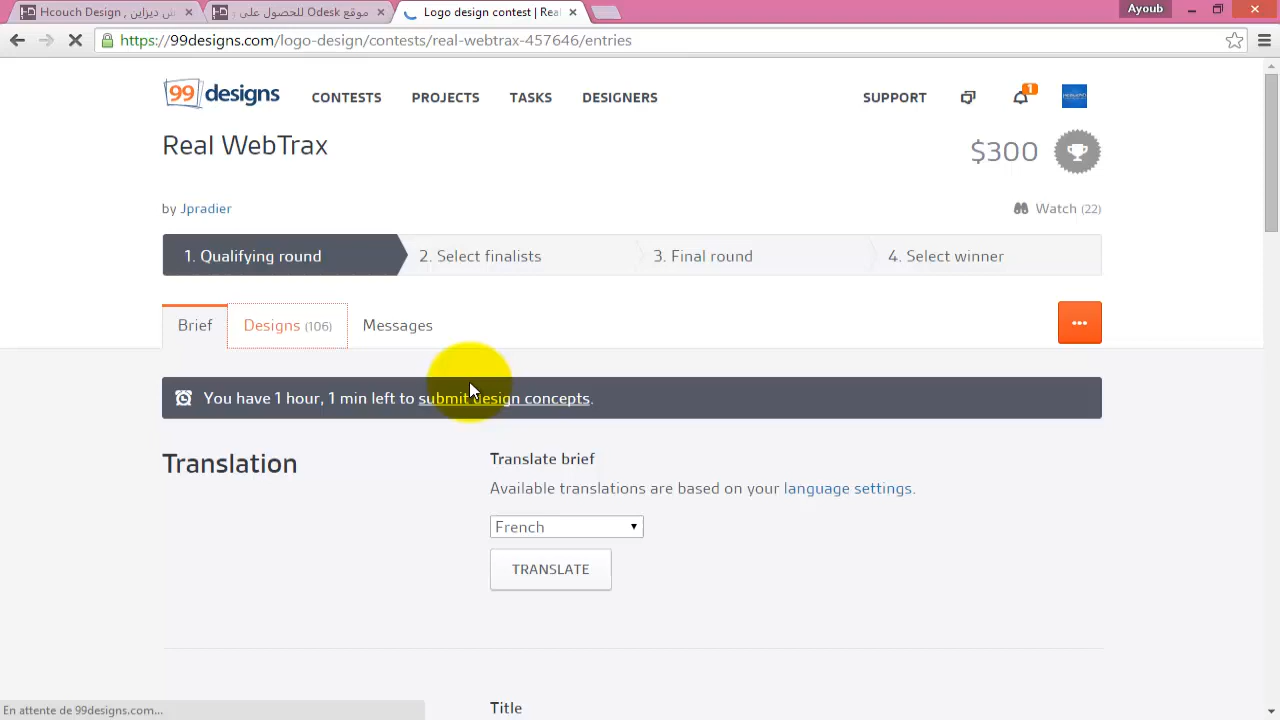 Hcouch Design , ش ديزاين
موقع Odesk للحصول على
Logo design contest | Real
Ayoub
https://99designs.com/logo-design/contests/real-webtrax-457646/entries
99designs CONTESTS PROJECTS TASKS DESIGNERS SUPPORT 1
Real WebTrax
$300
by Jpradier
Watch (22)
1. Qualifying round 2. Select finalists 3. Final round 4. Select winner
Brief Designs (106) Messages
You have 1 hour, 1 min left to submit design concepts.
Translation
Translate brief
Available translations are based on your language settings.
French
TRANSLATE
Title
En attente de 99designs.com...